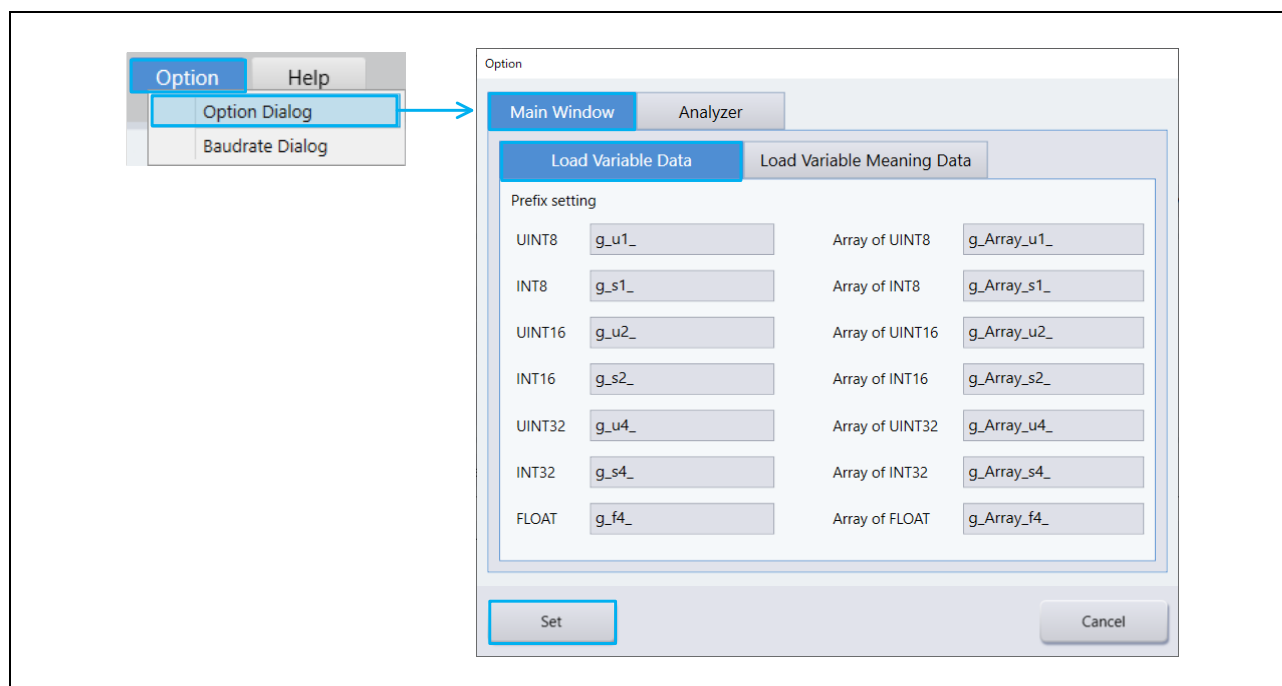 Option Help
Option Dialog
Baudrate Dialog
Option
Main Window Analyzer
Load Variable Data Load Variable Meaning Data
Prefix setting
UINT8 g_u1_ Array of UINT8 g_Array_u1_
INT8 g_s1_ Array of INT8 g_Array_s1_
UINT16 g_u2_ Array of UINT16 g_Array_u2_
INT16 g_s2_ Array of INT16 g_Array_s2_
UINT32 g_u4_ Array of UINT32 g_Array_u4_
INT32 g_s4_ Array of INT32 g_Array_s4_
FLOAT g_f4_ Array of FLOAT g_Array_f4_
Set Cancel